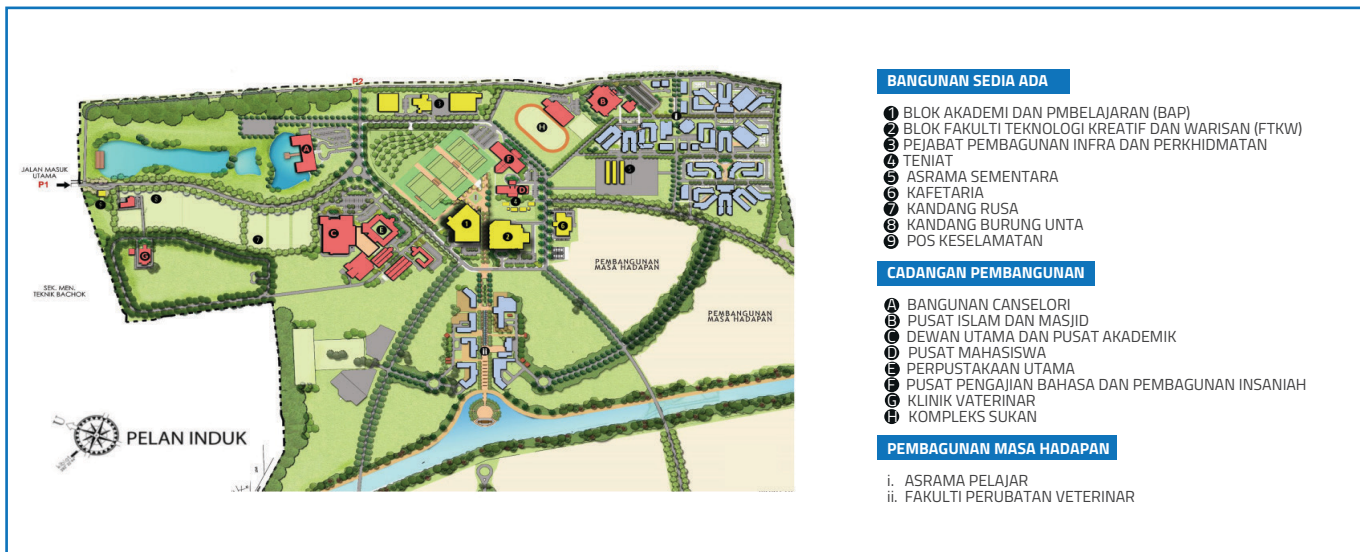 P2
JALAN MASUK
UTAMA
P1
SEK. MEN.
TEKNIK BACHOK
PEMBANGUNAN
MASA HADAPAN
PEMBANGUNAN
MASA HADAPAN
PELAN INDUK
BANGUNAN SEDIA ADA
1 BLOK AKADEMI DAN PMBELAJARAN (BAP)
2 BLOK FAKULTI TEKNOLOGI KREATIF DAN WARISAN (FTKW)
3 PEJABAT PEMBAGUNAN INFRA DAN PERKHIDMATAN
4 TENIAT
5 ASRAMA SEMENTARA
6 KAFETARIA
7 KANDANG RUSA
8 KANDANG BURUNG UNTA
9 POS KESELAMATAN
CADANGAN PEMBANGUNAN
A BANGUNAN CANSELORI
B PUSAT ISLAM DAN MASJID
C DEWAN UTAMA DAN PUSAT AKADEMIK
D PUSAT MAHASISWA
E PERPUSTAKAAN UTAMA
F PUSAT PENGAJIAN BAHASA DAN PEMBAGUNAN INSANIAH
G KLINIK VATERINAR
H KOMPLEKS SUKAN
PEMBAGUNAN MASA HADAPAN
i. ASRAMA PELAJAR
ii. FAKULTI PERUBATAN VETERINAR